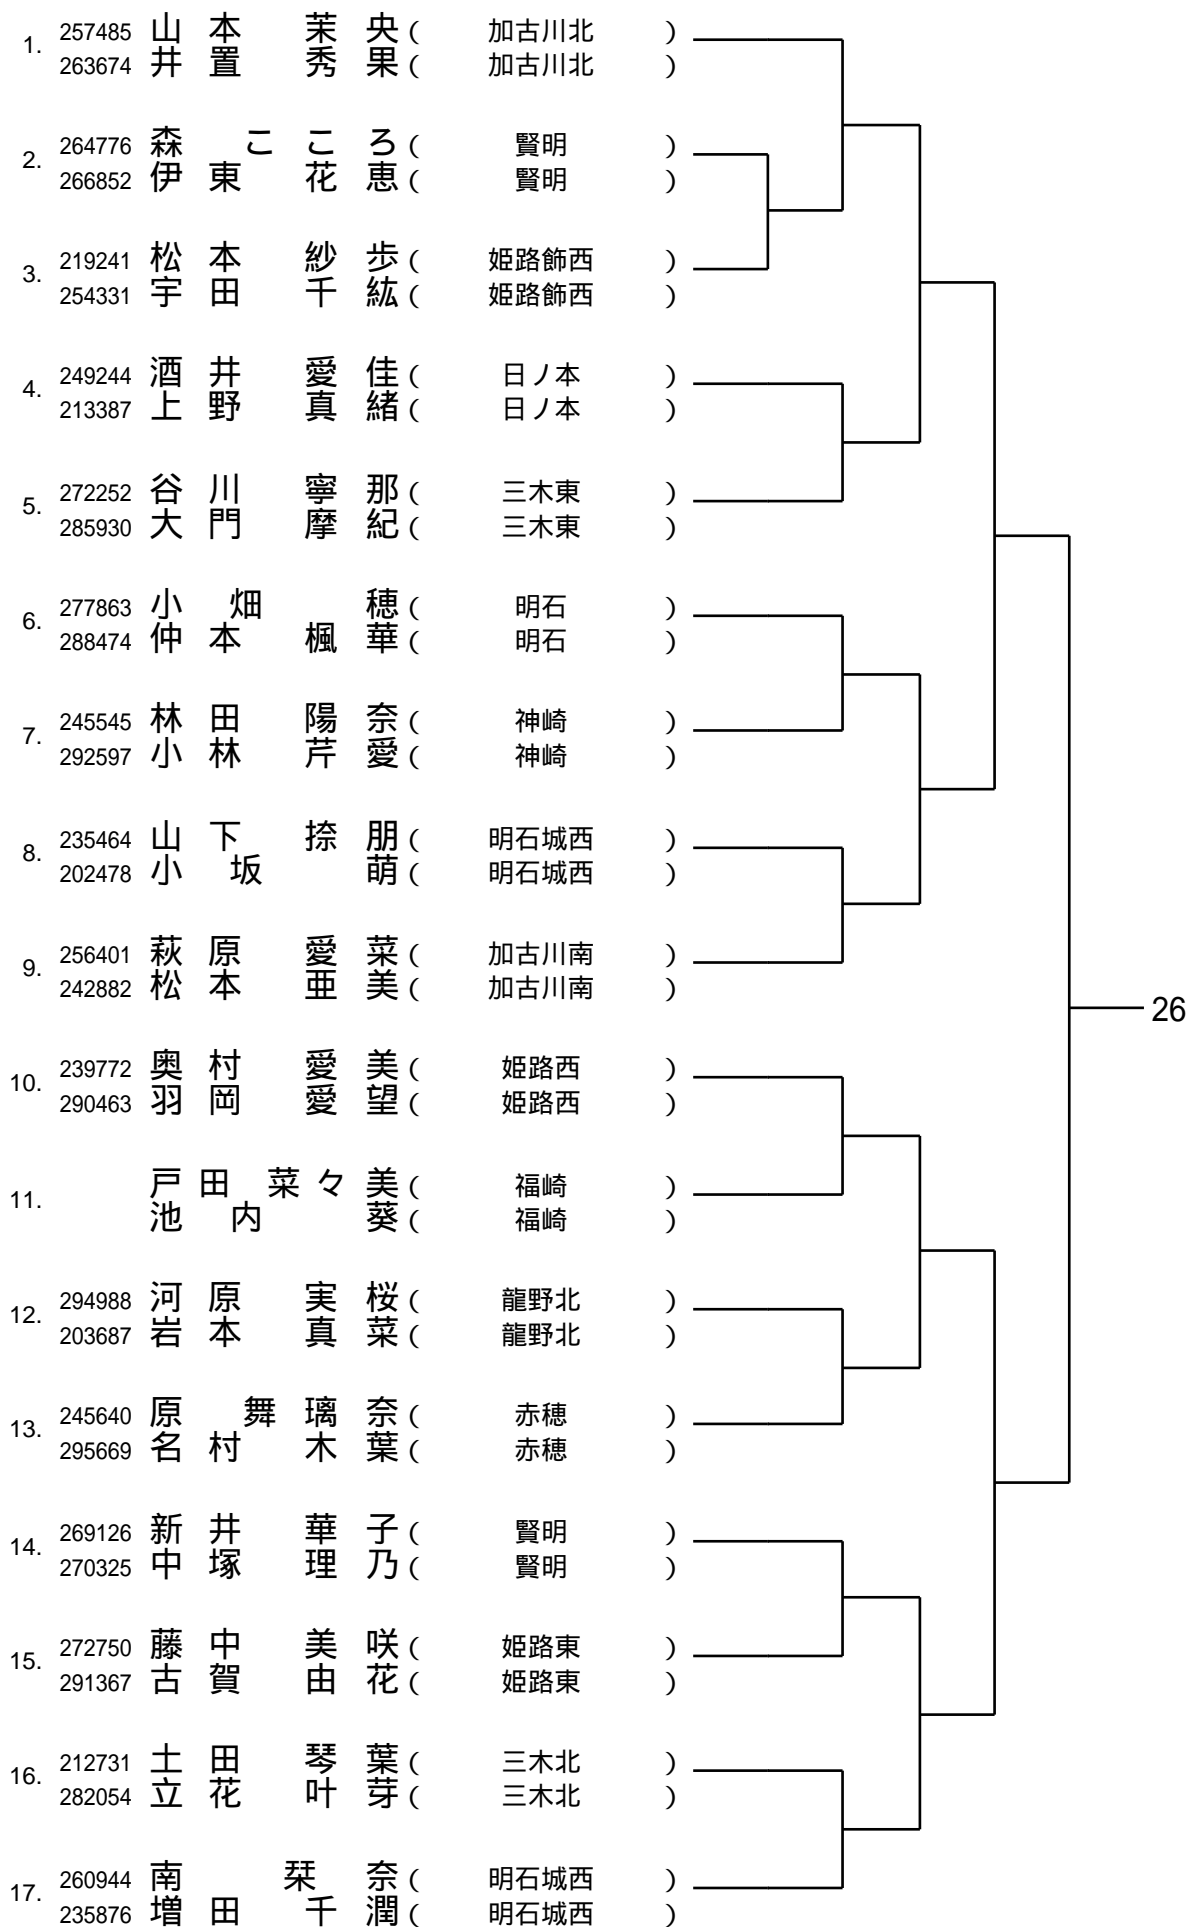 1. 257485 山本 茉央 ( 加古川北 )
263674 井置 秀果 ( 加古川北 )
2. 264776 森 こころ ( 賢明 )
266852 伊東 花恵 ( 賢明 )
3. 219241 松本 紗歩 ( 姫路飾西 )
254331 宇田 千紘 ( 姫路飾西 )
4. 249244 酒井 愛佳 ( 日ノ本 )
213387 上野 真緒 ( 日ノ本 )
5. 272252 谷川 寧那 ( 三木東 )
285930 大門 摩紀 ( 三木東 )
6. 277863 小畑 穂 ( 明石 )
288474 仲本 楓華 ( 明石 )
7. 245545 林田 陽奈 ( 神崎 )
292597 小林 芹愛 ( 神崎 )
8. 235464 山下 捺朋 ( 明石城西 )
202478 小坂 萌 ( 明石城西 )
9. 256401 萩原 愛菜 ( 加古川南 )
242882 松本 亜美 ( 加古川南 )
26
10. 239772 奥村 愛美 ( 姫路西 )
290463 羽岡 愛望 ( 姫路西 )
11. 戸田 菜々美 ( 福崎 )
池内 葵 ( 福崎 )
12. 294988 河原 実桜 ( 龍野北 )
203687 岩本 真菜 ( 龍野北 )
13. 245640 原 舞璃奈 ( 赤穂 )
295669 名村 木葉 ( 赤穂 )
14. 269126 新井 華子 ( 賢明 )
270325 中塚 理乃 ( 賢明 )
15. 272750 藤中 美咲 ( 姫路東 )
291367 古賀 由花 ( 姫路東 )
16. 212731 土田 琴葉 ( 三木北 )
282054 立花 叶芽 ( 三木北 )
17. 260944 南 栞奈 ( 明石城西 )
235876 増田 千潤 ( 明石城西 )